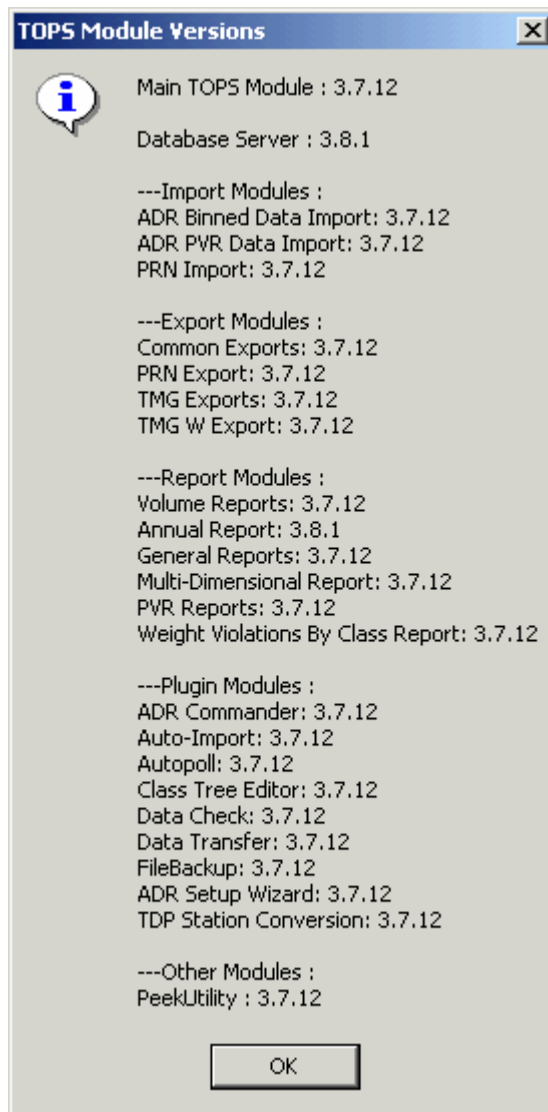 TOPS Module Versions
Main TOPS Module : 3.7.12
Database Server : 3.8.1
---Import Modules :
ADR Binned Data Import: 3.7.12
ADR PVR Data Import: 3.7.12
PRN Import: 3.7.12
---Export Modules :
Common Exports: 3.7.12
PRN Export: 3.7.12
TMG Exports: 3.7.12
TMG W Export: 3.7.12
---Report Modules :
Volume Reports: 3.7.12
Annual Report: 3.8.1
General Reports: 3.7.12
Multi-Dimensional Report: 3.7.12
PVR Reports: 3.7.12
Weight Violations By Class Report: 3.7.12
---Plugin Modules :
ADR Commander: 3.7.12
Auto-Import: 3.7.12
Autopoll: 3.7.12
Class Tree Editor: 3.7.12
Data Check: 3.7.12
Data Transfer: 3.7.12
FileBackup: 3.7.12
ADR Setup Wizard: 3.7.12
TDP Station Conversion: 3.7.12
---Other Modules :
PeekUtility : 3.7.12
OK